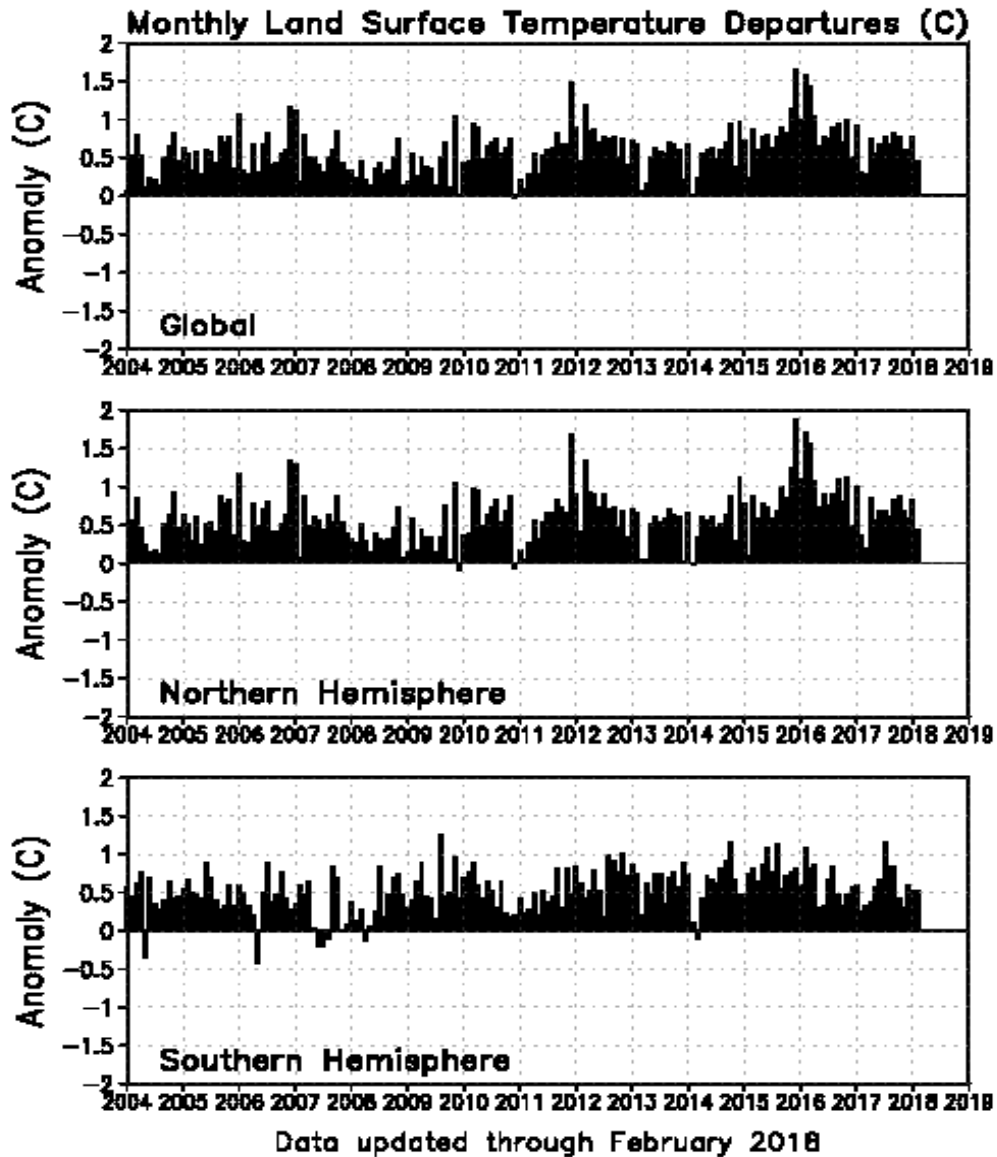 Monthly Land Surface Temperature Departures (C)
2
1.5
1
0.5
0
−0.5
−1
−1.5
−2
Anomaly (C)
Global
2004 2005 2006 2007 2008 2009 2010 2011 2012 2013 2014 2015 2016 2017 2018 2019
2
1.5
1
0.5
0
−0.5
−1
−1.5
−2
Anomaly (C)
Northern Hemisphere
2004 2005 2006 2007 2008 2009 2010 2011 2012 2013 2014 2015 2016 2017 2018 2019
2
1.5
1
0.5
0
−0.5
−1
−1.5
−2
Anomaly (C)
Southern Hemisphere
2004 2005 2006 2007 2008 2009 2010 2011 2012 2013 2014 2015 2016 2017 2018 2019
Data updated through February 2018